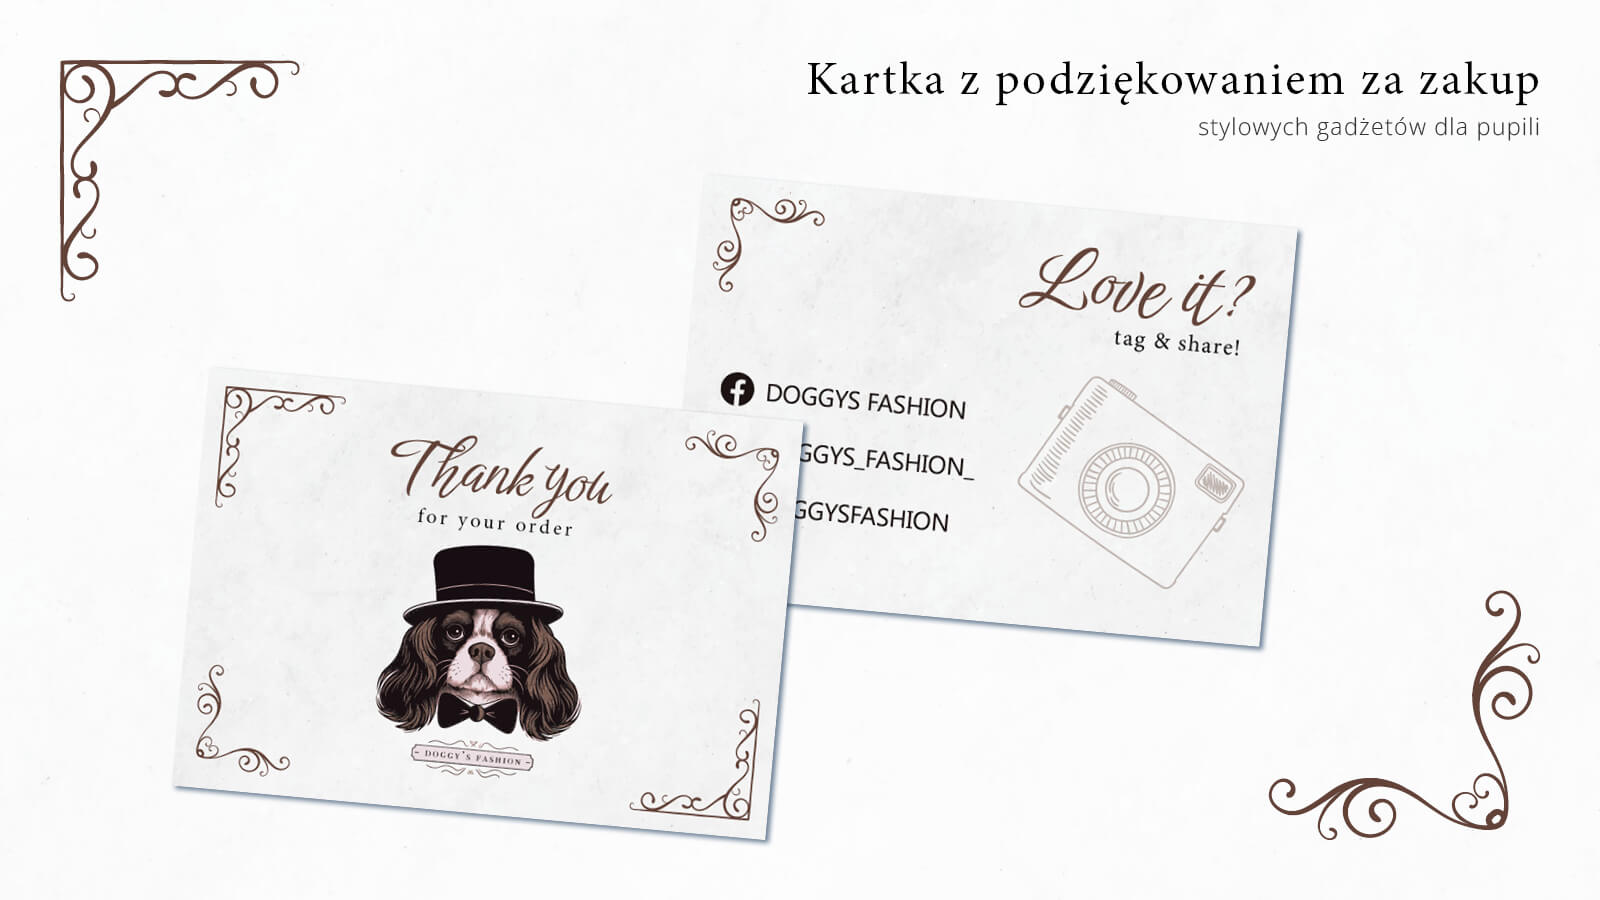 Kartka z podziękowaniem za zakup
stylowych gadżetów dla pupili
Love it?
tag & share!
DOGGYS FASHION
GGYS_FASHION_
GGYSFASHION
Thank you
for your order
DOGGY'S FASHION